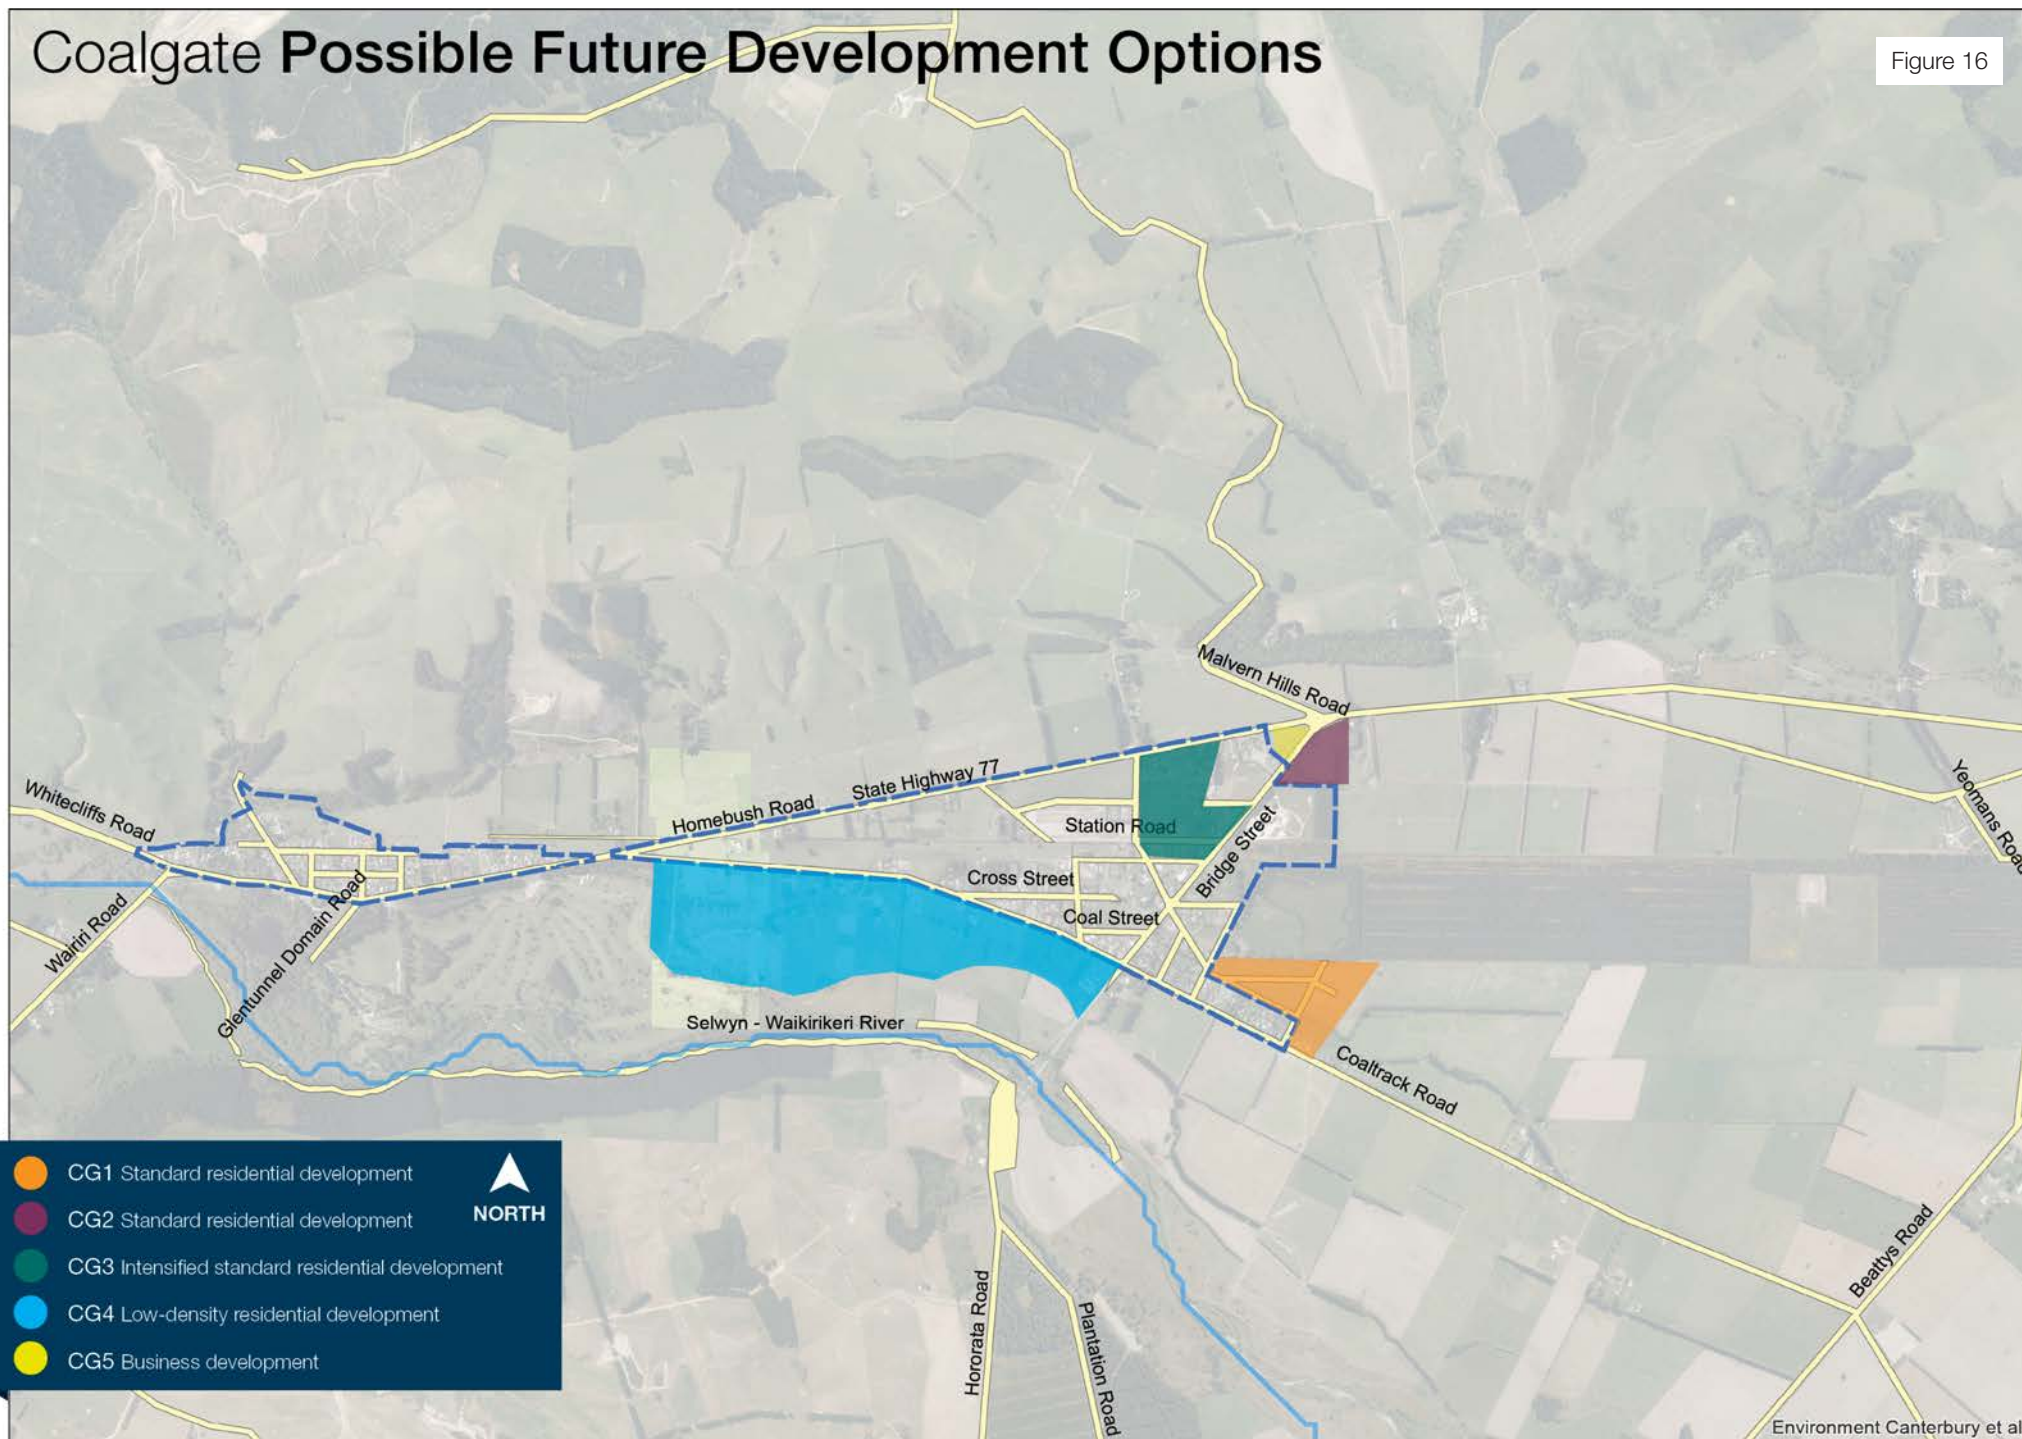 Coalgate Possible Future Development Options
Figure 16
Malvern Hills Road
State Highway 77
Homebush Road
Whitecliffs Road
Yeomans Road
Station Road
Bridge Street
Cross Street
Coal Street
Wairiri Road
Glentunnel Domain Road
Selwyn - Waikirikeri River
Coaltrack Road
Beattys Road
Hororata Road
Plantation Road
CG1 Standard residential development
CG2 Standard residential development
CG3 Intensified standard residential development
CG4 Low-density residential development
CG5 Business development
NORTH
Environment Canterbury et al